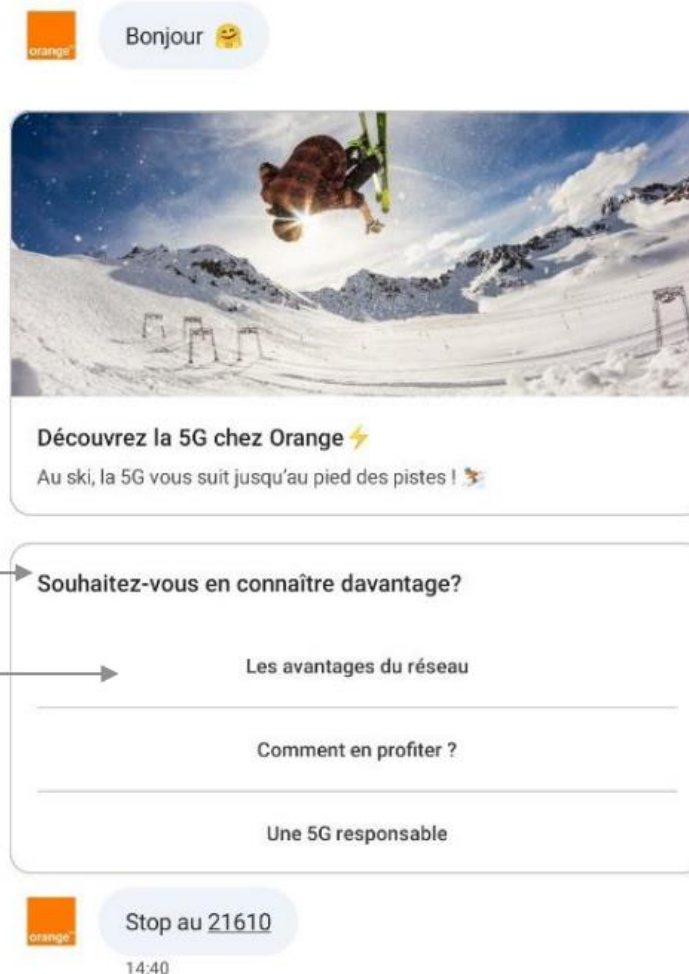 Bonjour 🤗
orange
Découvrez la 5G chez Orange⚡
Au ski, la 5G vous suit jusqu'au pied des pistes ! ⛷️
Souhaitez-vous en connaître davantage?
Les avantages du réseau
Comment en profiter ?
Une 5G responsable
Stop au 21610
orange
14:40